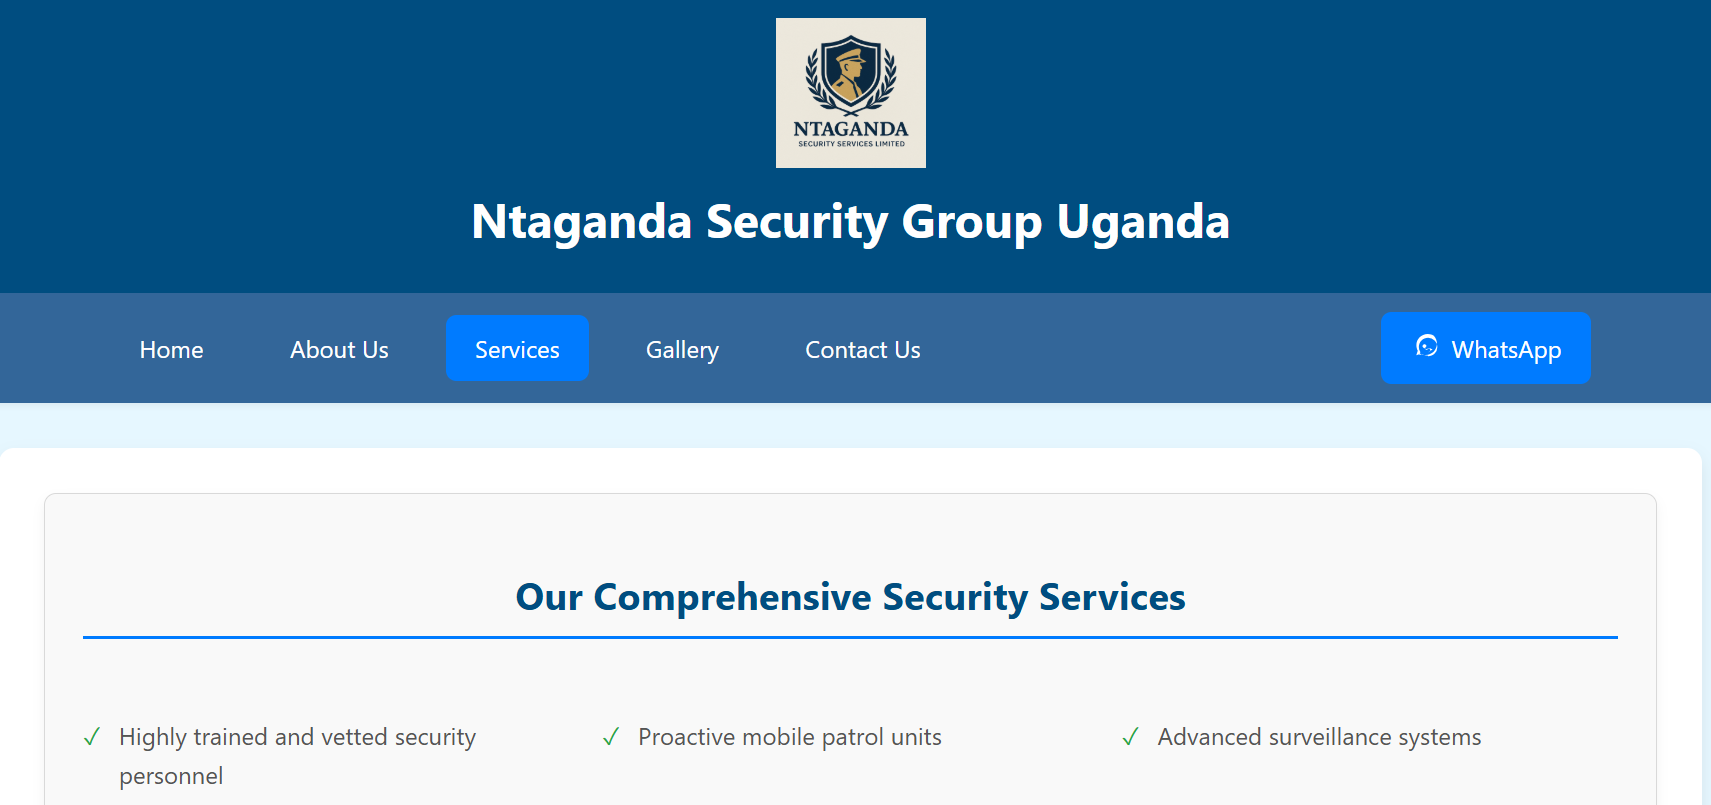 NTAGANDA
SECURITY SERVICES LIMITED
Ntaganda Security Group Uganda
Home
About Us
Services
Gallery
Contact Us
WhatsApp
Our Comprehensive Security Services
✓ Highly trained and vetted security
personnel
✓ Proactive mobile patrol units
✓ Advanced surveillance systems